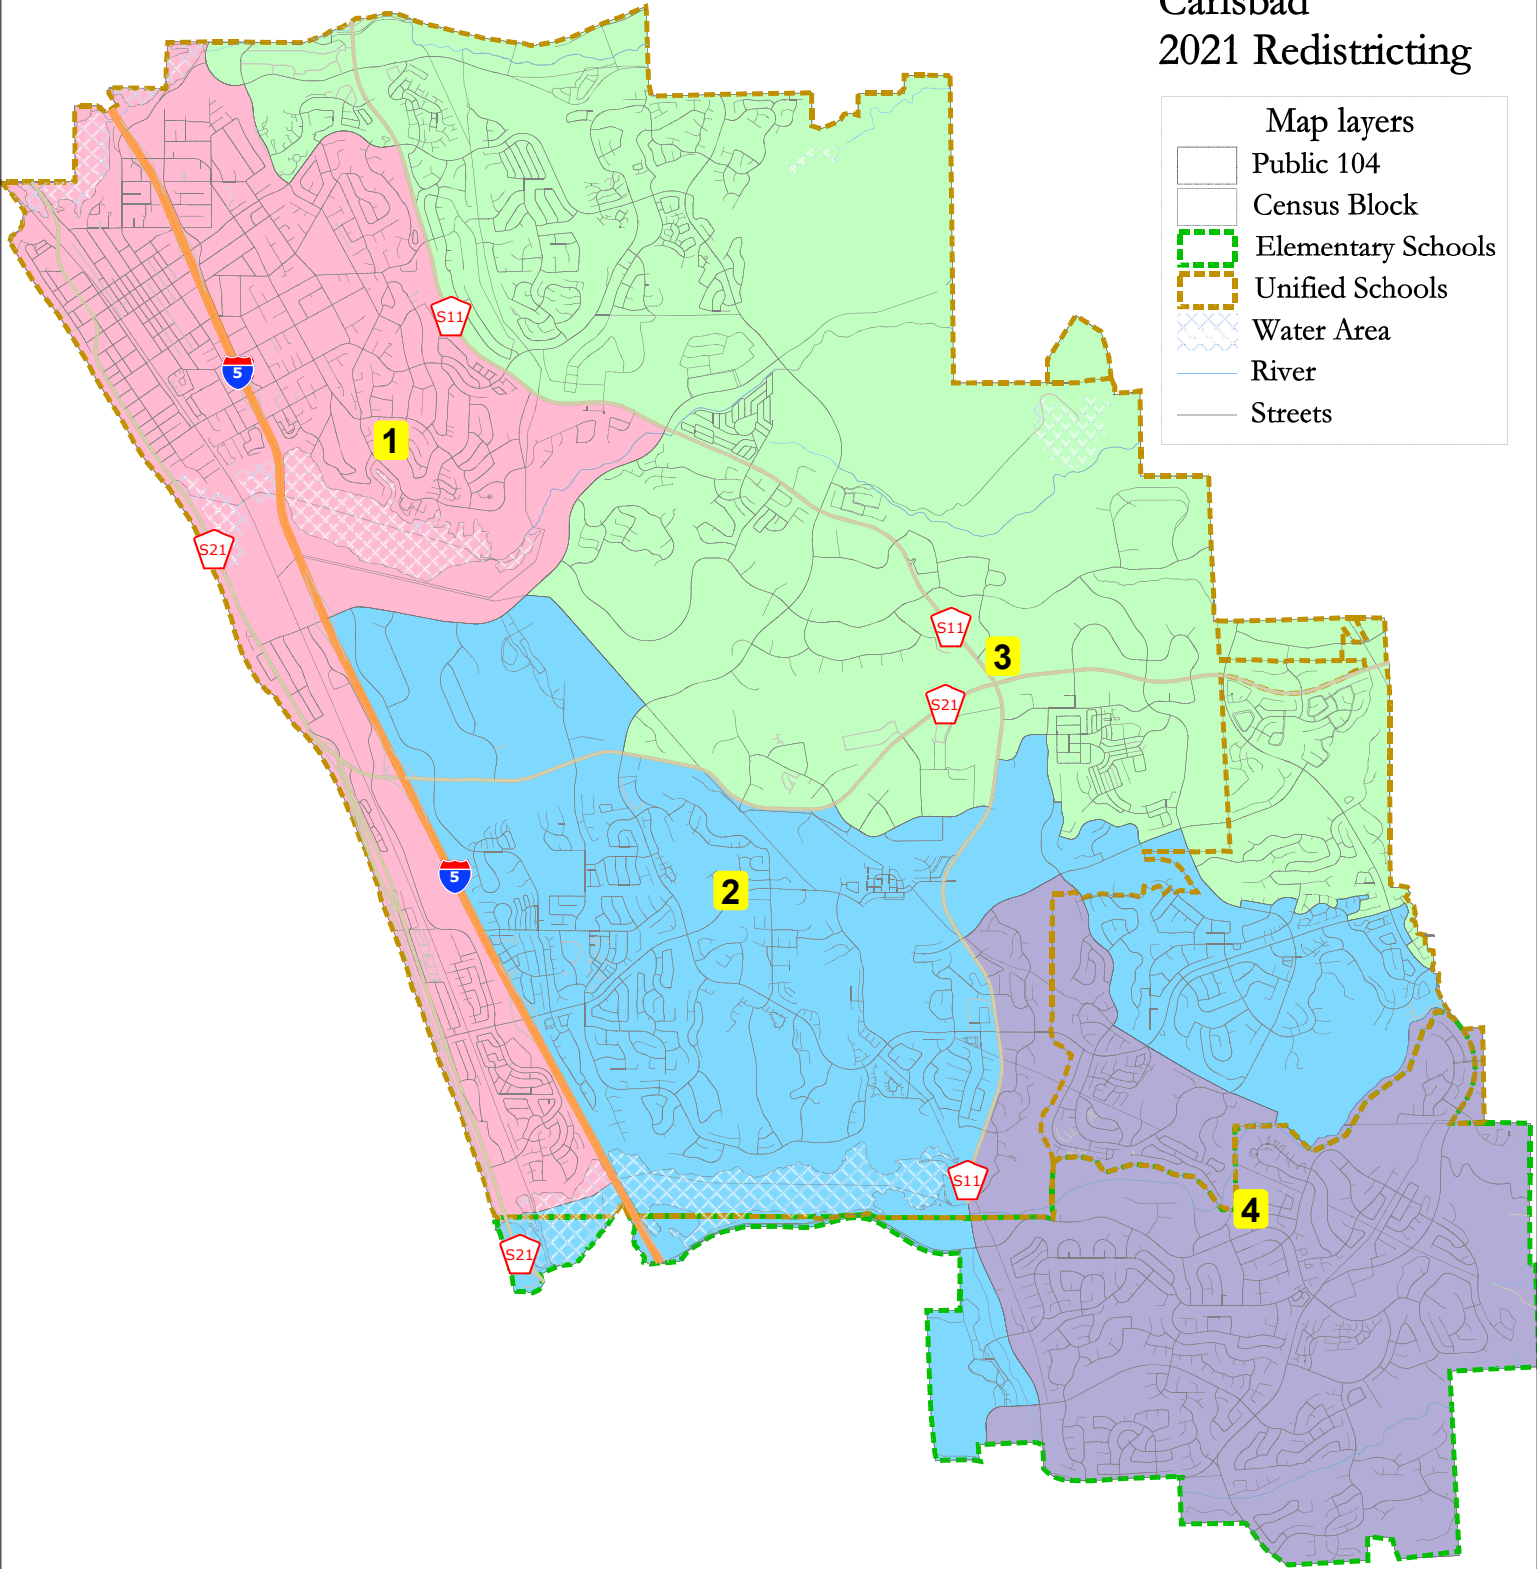 Carlsbad
2021 Redistricting
Map layers
Public 104
Census Block
Elementary Schools
Unified Schools
Water Area
River
Streets
S11
5
1
S21
S11
3
S21
5
2
S11
4
S21